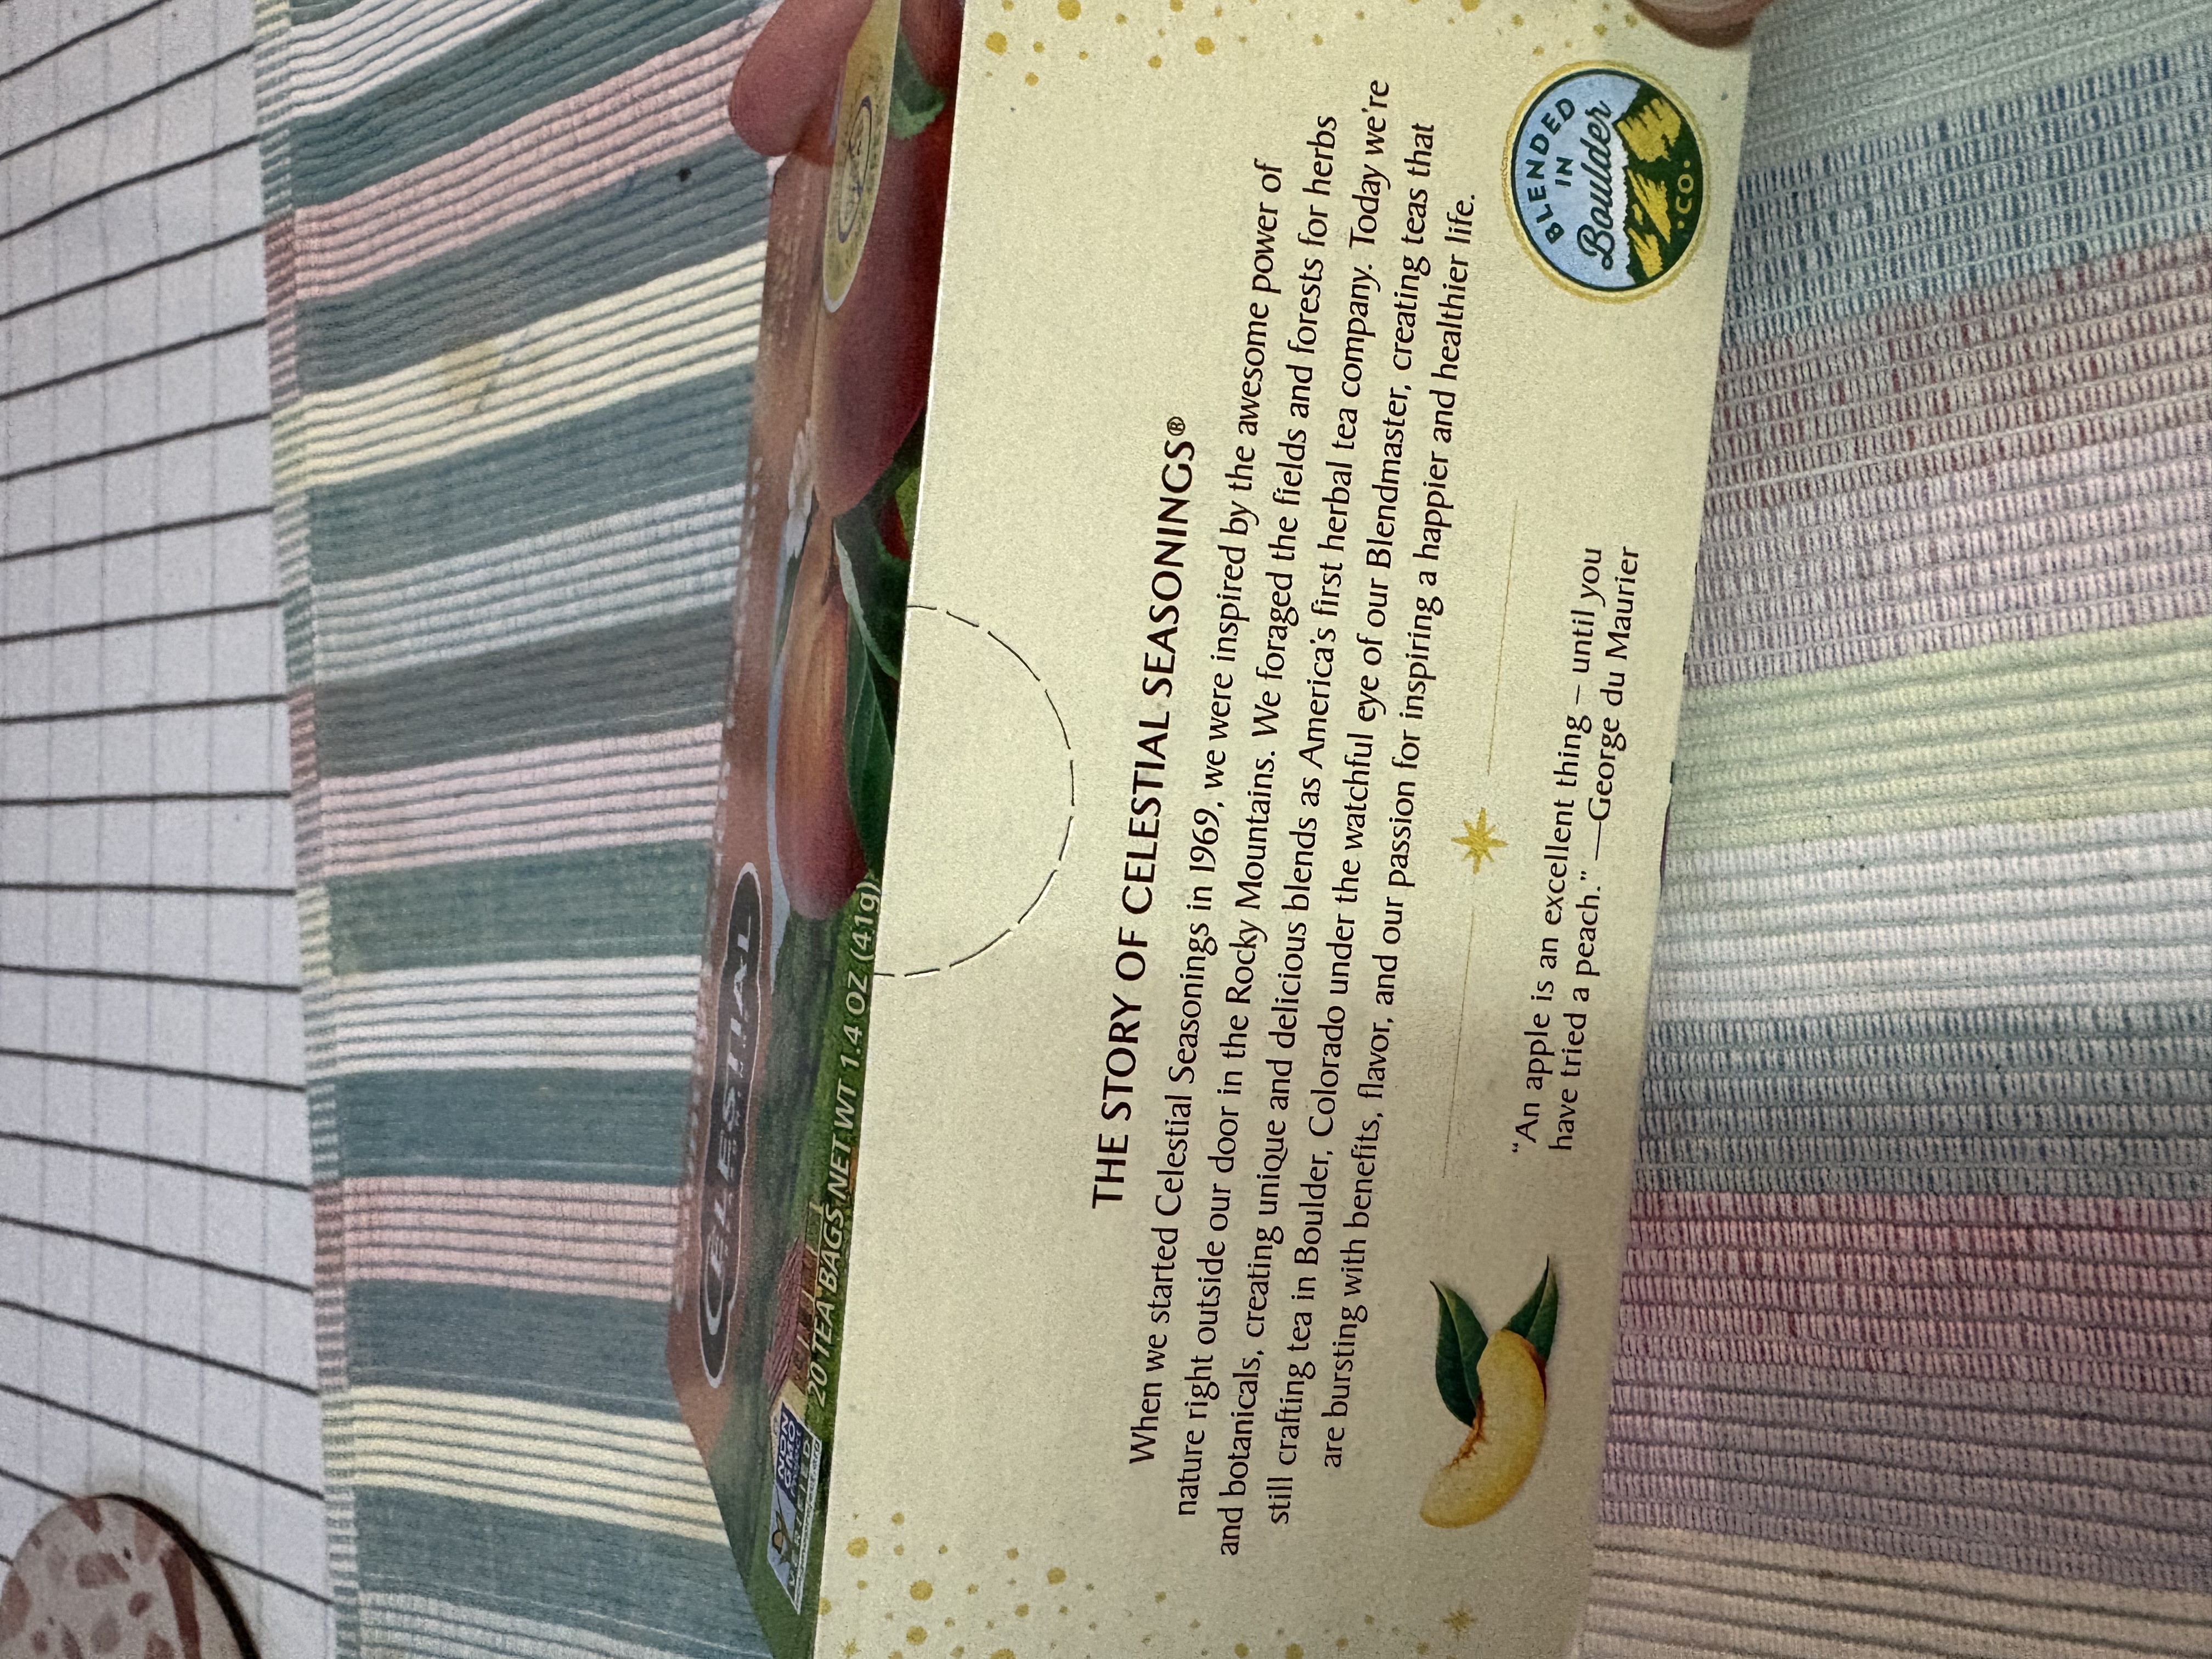 CELESTIAL
NON
GMO
VERIFIED
20 TEA BAGS NET WT 1.4 OZ (41g)
THE STORY OF CELESTIAL SEASONINGS®
When we started Celestial Seasonings in 1969, we were inspired by the awesome power of
nature right outside our door in the Rocky Mountains. We foraged the fields and forests for herbs
and botanicals, creating unique and delicious blends as America's first herbal tea company. Today we're
still crafting tea in Boulder, Colorado under the watchful eye of our Blendmaster, creating teas that
are bursting with benefits, flavor, and our passion for inspiring a happier and healthier life.
"An apple is an excellent thing – until you
have tried a peach." —George du Maurier
BLENDED
IN
Boulder
• CO. •